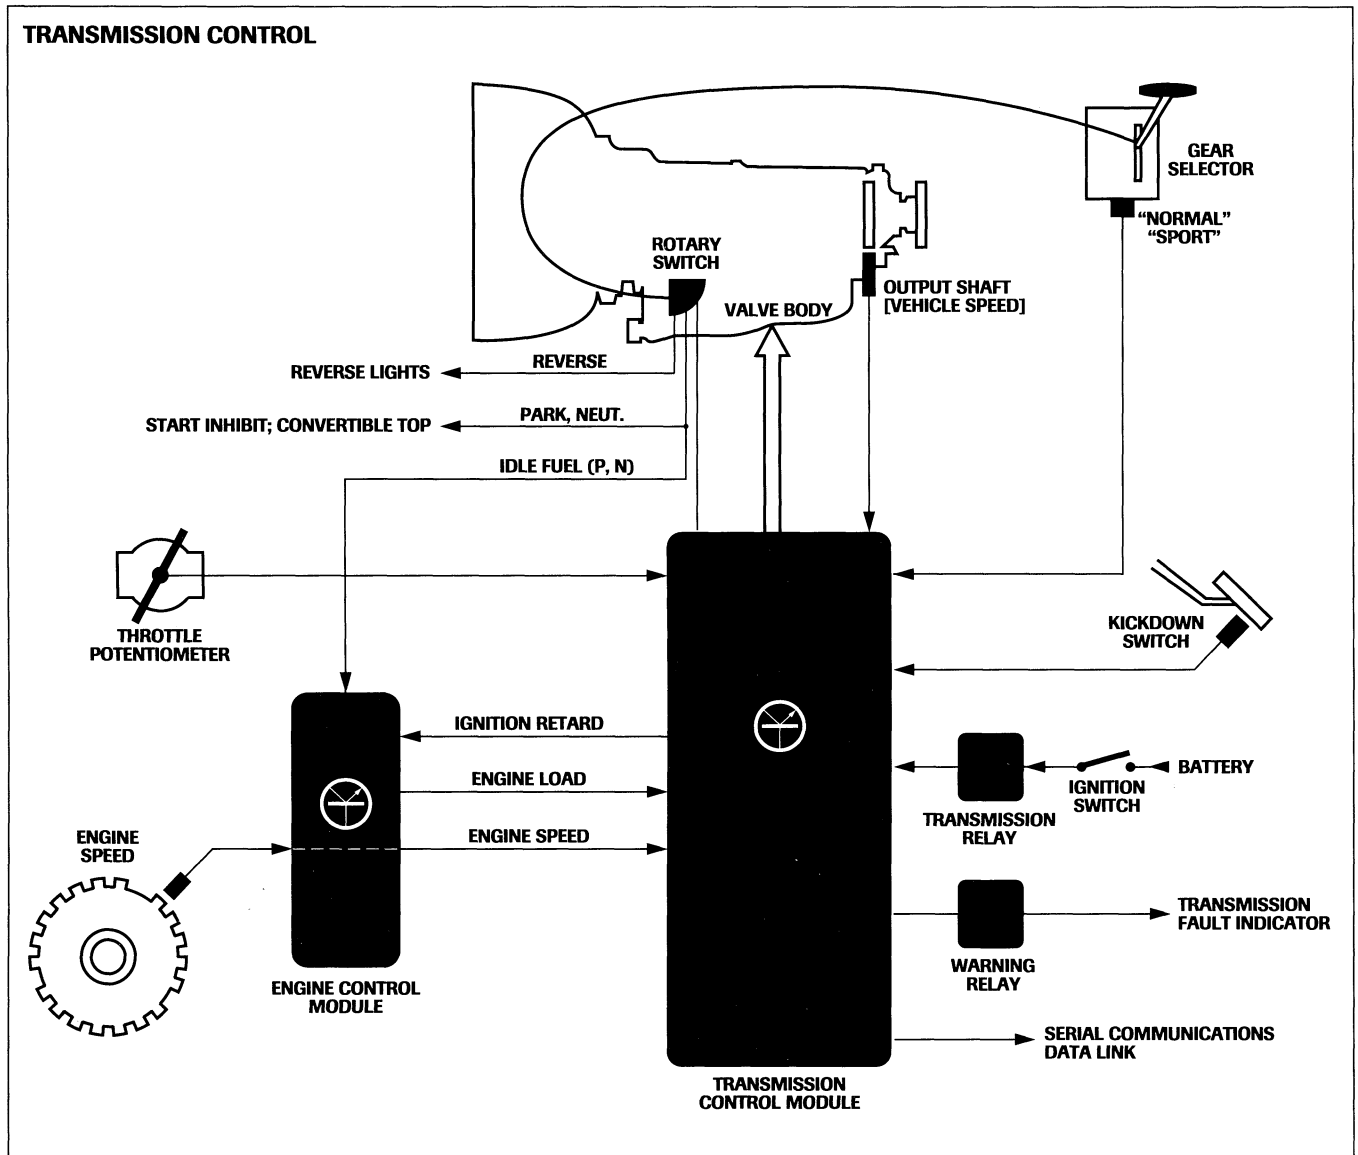 TRANSMISSION CONTROL
GEAR
SELECTOR
"NORMAL"
"SPORT"
ROTARY
SWITCH
OUTPUT SHAFT
[VEHICLE SPEED]
VALVE BODY
REVERSE
REVERSE LIGHTS
PARK, NEUT.
START INHIBIT; CONVERTIBLE TOP
IDLE FUEL (P, N)
THROTTLE
POTENTIOMETER
KICKDOWN
SWITCH
IGNITION RETARD
ENGINE LOAD
ENGINE SPEED
BATTERY
IGNITION
SWITCH
TRANSMISSION
RELAY
ENGINE
SPEED
TRANSMISSION
FAULT INDICATOR
WARNING
RELAY
ENGINE CONTROL
MODULE
SERIAL COMMUNICATIONS
DATA LINK
TRANSMISSION
CONTROL MODULE